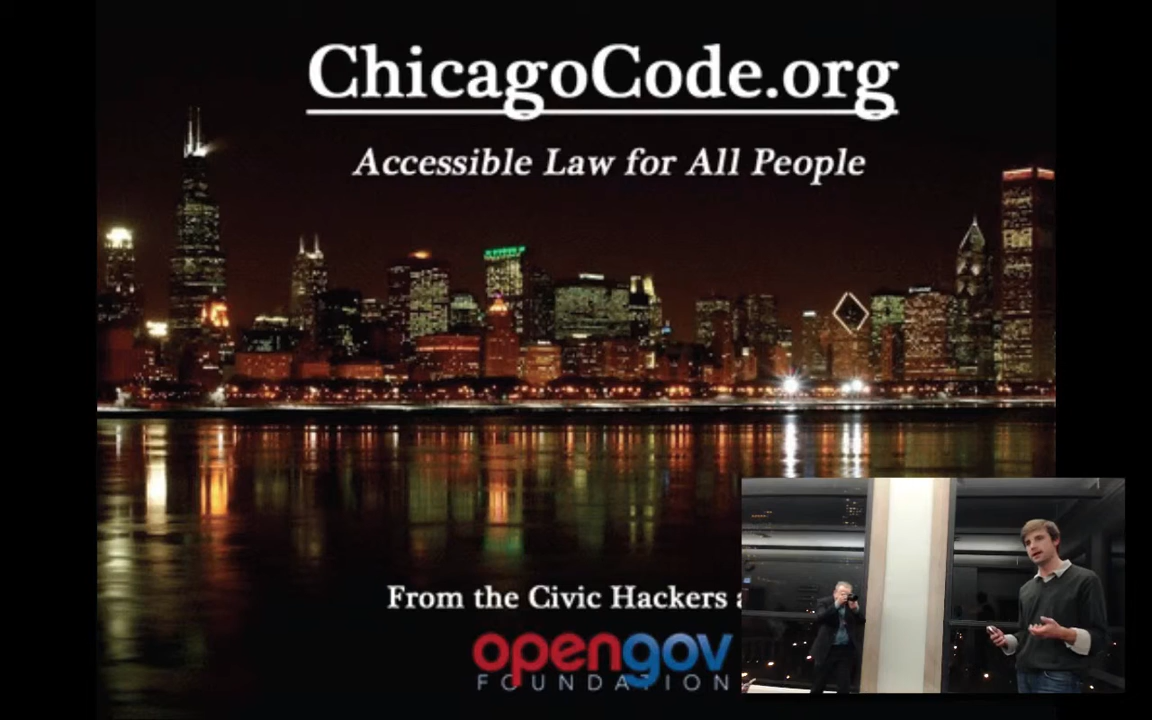 ChicagoCode.org
Accessible Law for All People
From the Civic Hackers a
opengov
FOUNDATION